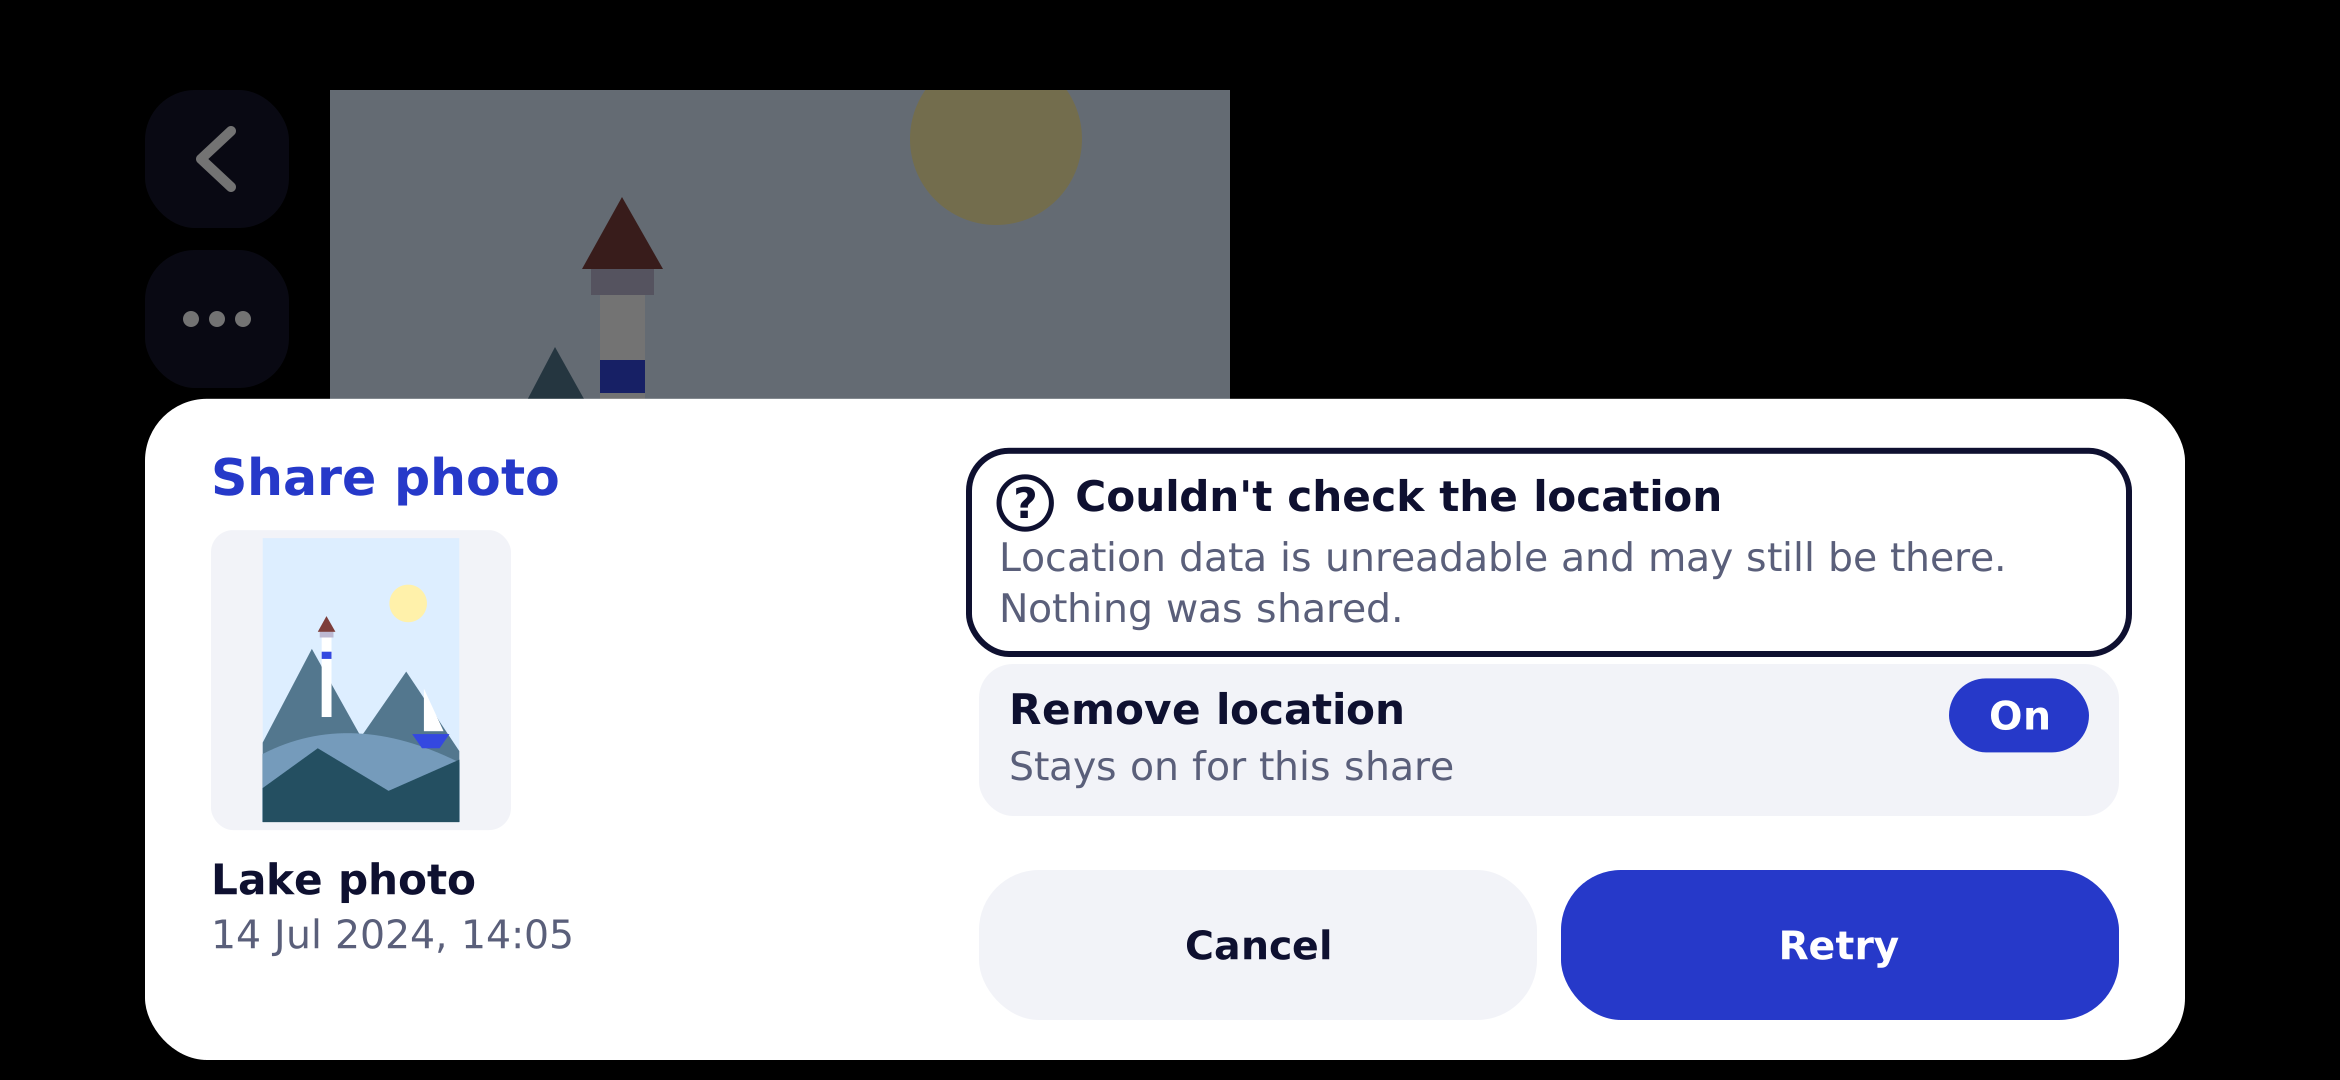 Share photo
Lake photo
14 Jul 2024, 14:05
? Couldn't check the location
Location data is unreadable and may still be there.
Nothing was shared.
Remove location
On
Stays on for this share
Cancel
Retry